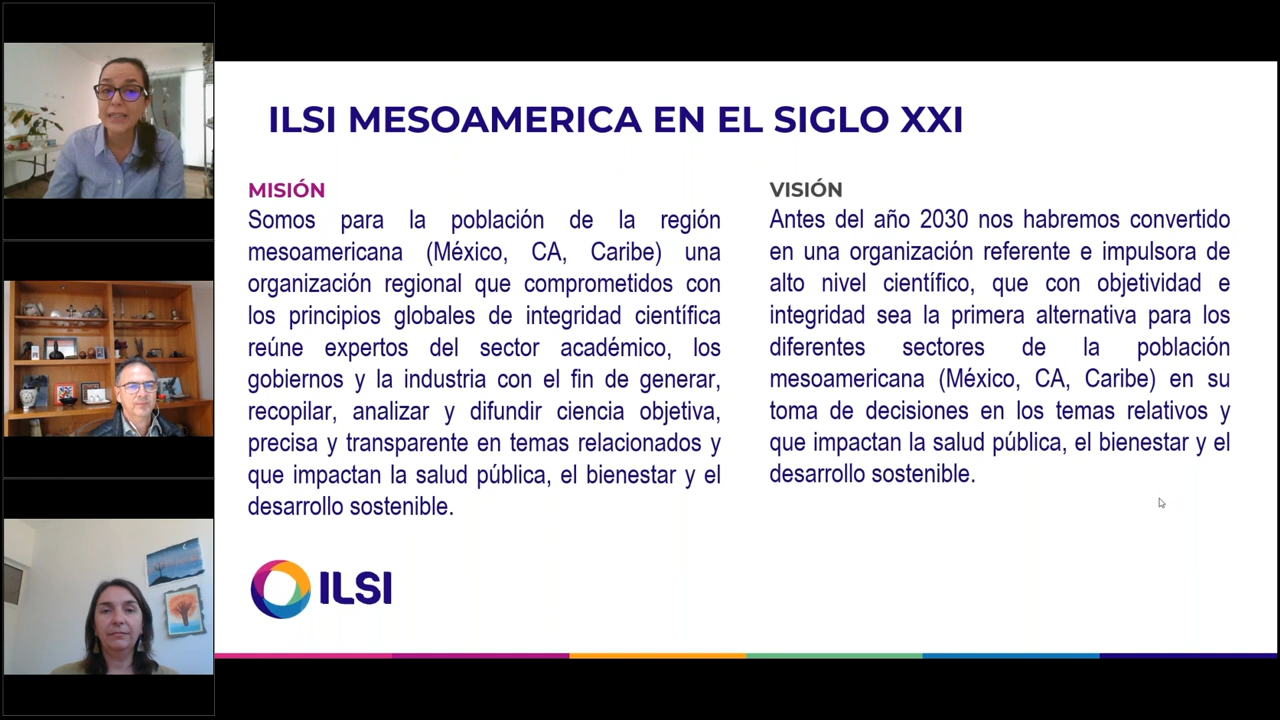 ILSI MESOAMERICA EN EL SIGLO XXI
MISIÓN
Somos para la población de la región
mesoamericana (México, CA, Caribe) una
organización regional que comprometidos con
los principios globales de integridad científica
reúne expertos del sector académico, los
gobiernos y la industria con el fin de generar,
recopilar, analizar y difundir ciencia objetiva,
precisa y transparente en temas relacionados y
que impactan la salud pública, el bienestar y el
desarrollo sostenible.
VISIÓN
Antes del año 2030 nos habremos convertido
en una organización referente e impulsora de
alto nivel científico, que con objetividad e
integridad sea la primera alternativa para los
diferentes sectores de la población
mesoamericana (México, CA, Caribe) en su
toma de decisiones en los temas relativos y
que impactan la salud pública, el bienestar y el
desarrollo sostenible.
ILSI